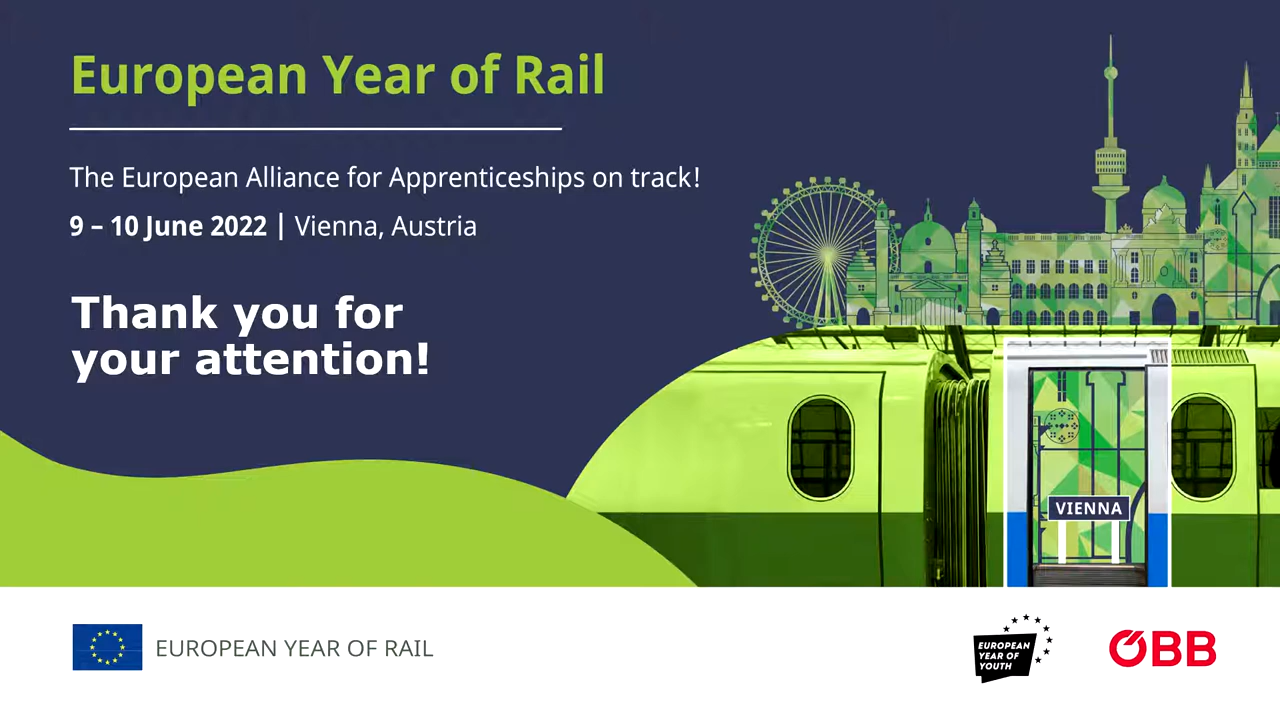 European Year of Rail
The European Alliance for Apprenticeships on track!
9 – 10 June 2022 | Vienna, Austria
Thank you for
your attention!
VIENNA
EUROPEAN YEAR OF RAIL
EUROPEAN
YEAR OF
YOUTH
ÖBB